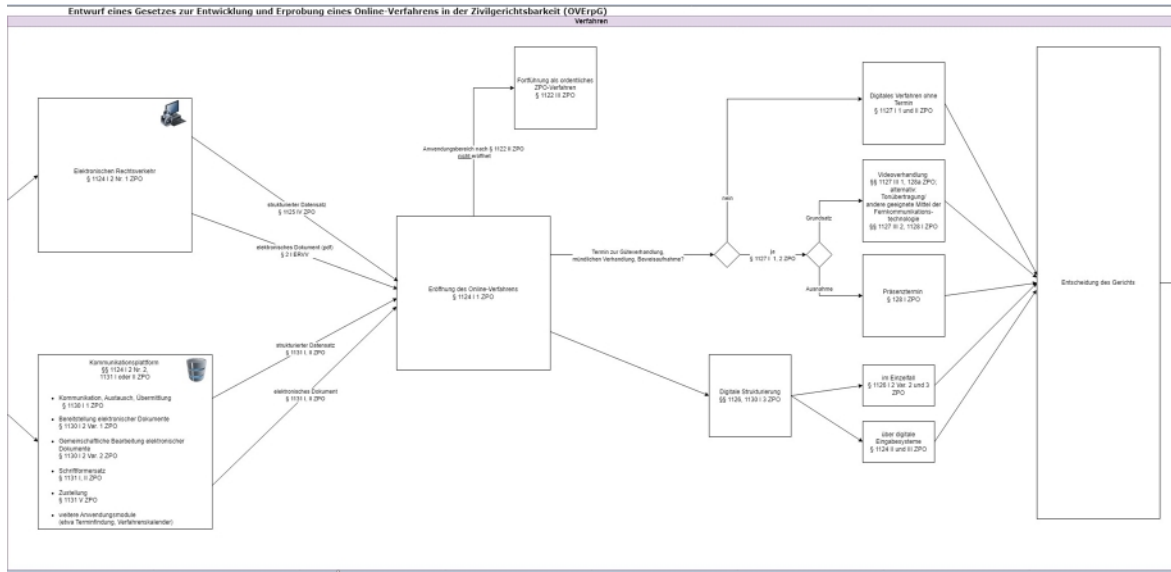 Entwurf eines Gesetzes zur Entwicklung und Erprobung eines Online-Verfahrens in der Zivilgerichtsbarkeit (OVErpG)
Verfahren
Elektronischen Rechtsverkehr
§ 1124 I 2 Nr. 1 ZPO
Kommunikationsplattform
§§ 1124 I 2 Nr. 2,
1131 I oder II ZPO
• Kommunikation, Austausch, Übermittlung
§ 1130 I 1 ZPO
• Bereitstellung elektronischer Dokumente
§ 1130 I 2 Var. 1 ZPO
• Gemeinschaftliche Bearbeitung elektronischer
Dokumente
§ 1130 I 2 Var. 2 ZPO
• Schriftformersatz
§ 1131 I, II ZPO
• Zustellung
§ 1131 V ZPO
• weitere Anwendungsmodule
(etwa Terminfindung, Verfahrenskalender)
strukturierter Datensatz
§ 1125 IV ZPO
elektronisches Dokument (pdf)
§ 2 I ERVV
strukturierter Datensatz
§ 1131 I, II ZPO
elektronisches Dokument
§ 1131 I, II ZPO
Eröffnung des Online-Verfahrens
§ 1124 I 1 ZPO
Anwendungsbereich nach § 1122 II ZPO
nicht eröffnet
Fortführung als ordentliches
ZPO-Verfahren
§ 1122 III ZPO
Termin zur Güteverhandlung,
mündlichen Verhandlung, Beweisaufnahme?
nein
ja
§ 1127 I 1, 2 ZPO
Grundsatz
Ausnahme
Digitales Verfahren ohne
Termin
§ 1127 I 1 und II ZPO
Videoverhandlung
§§ 1127 III 1, 128a ZPO;
alternativ:
Tonübertragung/
andere geeignete Mittel der
Fernkommunikations-
technologie
§§ 1127 III 2, 1128 I ZPO
Präsenztermin
§ 128 I ZPO
Digitale Strukturierung
§§ 1126, 1130 I 3 ZPO
im Einzelfall
§ 1126 I 2 Var. 2 und 3
ZPO
über digitale
Eingabesysteme
§ 1124 II und III ZPO
Entscheidung des Gerichts